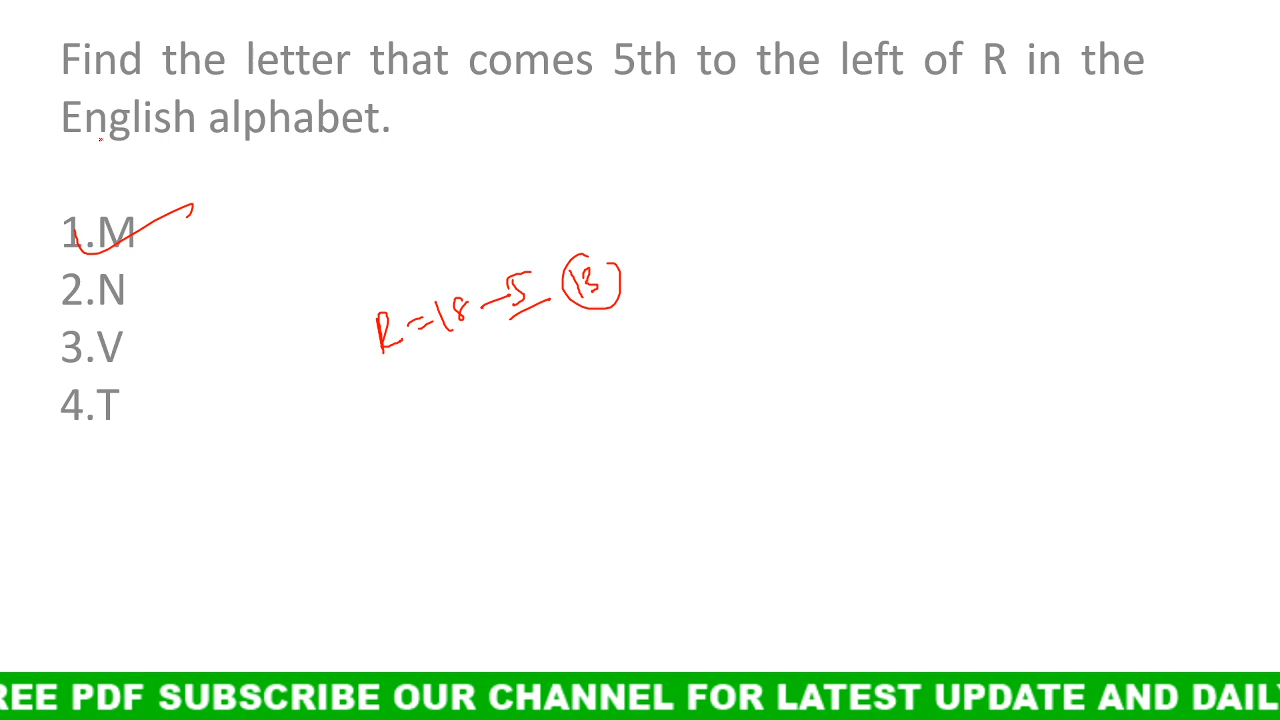 Find the letter that comes 5th to the left of R in the
English alphabet.
1.M
2.N
3.V
4.T
R=18-5 13
REE PDF SUBSCRIBE OUR CHANNEL FOR LATEST UPDATE AND DAILY